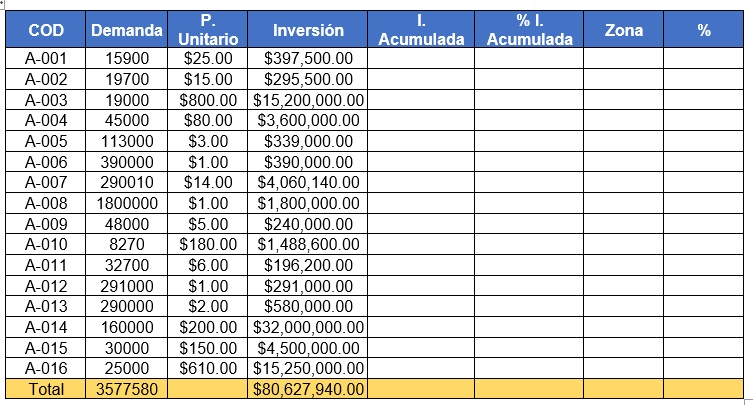 COD Demanda P. Unitario Inversión I. Acumulada % I. Acumulada Zona %
A-001 15900 $25.00 $397,500.00
A-002 19700 $15.00 $295,500.00
A-003 19000 $800.00 $15,200,000.00
A-004 45000 $80.00 $3,600,000.00
A-005 113000 $3.00 $339,000.00
A-006 390000 $1.00 $390,000.00
A-007 290010 $14.00 $4,060,140.00
A-008 1800000 $1.00 $1,800,000.00
A-009 48000 $5.00 $240,000.00
A-010 8270 $180.00 $1,488,600.00
A-011 32700 $6.00 $196,200.00
A-012 291000 $1.00 $291,000.00
A-013 290000 $2.00 $580,000.00
A-014 160000 $200.00 $32,000,000.00
A-015 30000 $150.00 $4,500,000.00
A-016 25000 $610.00 $15,250,000.00
Total 3577580 $80,627,940.00